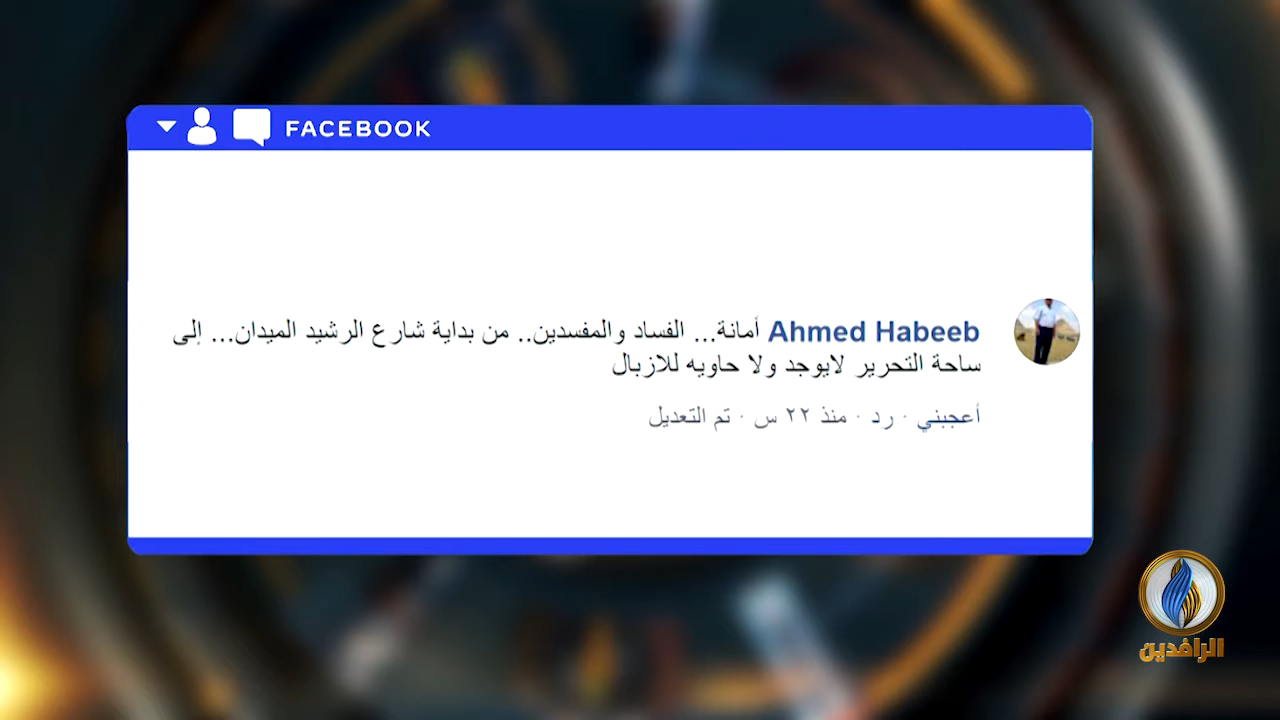 FACEBOOK
Ahmed Habeeb أمانة... الفساد والمفسدين.. من بداية شارع الرشيد الميدان... إلى
ساحة التحرير لايوجد ولا حاويه للازبال
أعجبني · رد · منذ ٢٢ س · تم التعديل
الرافدين